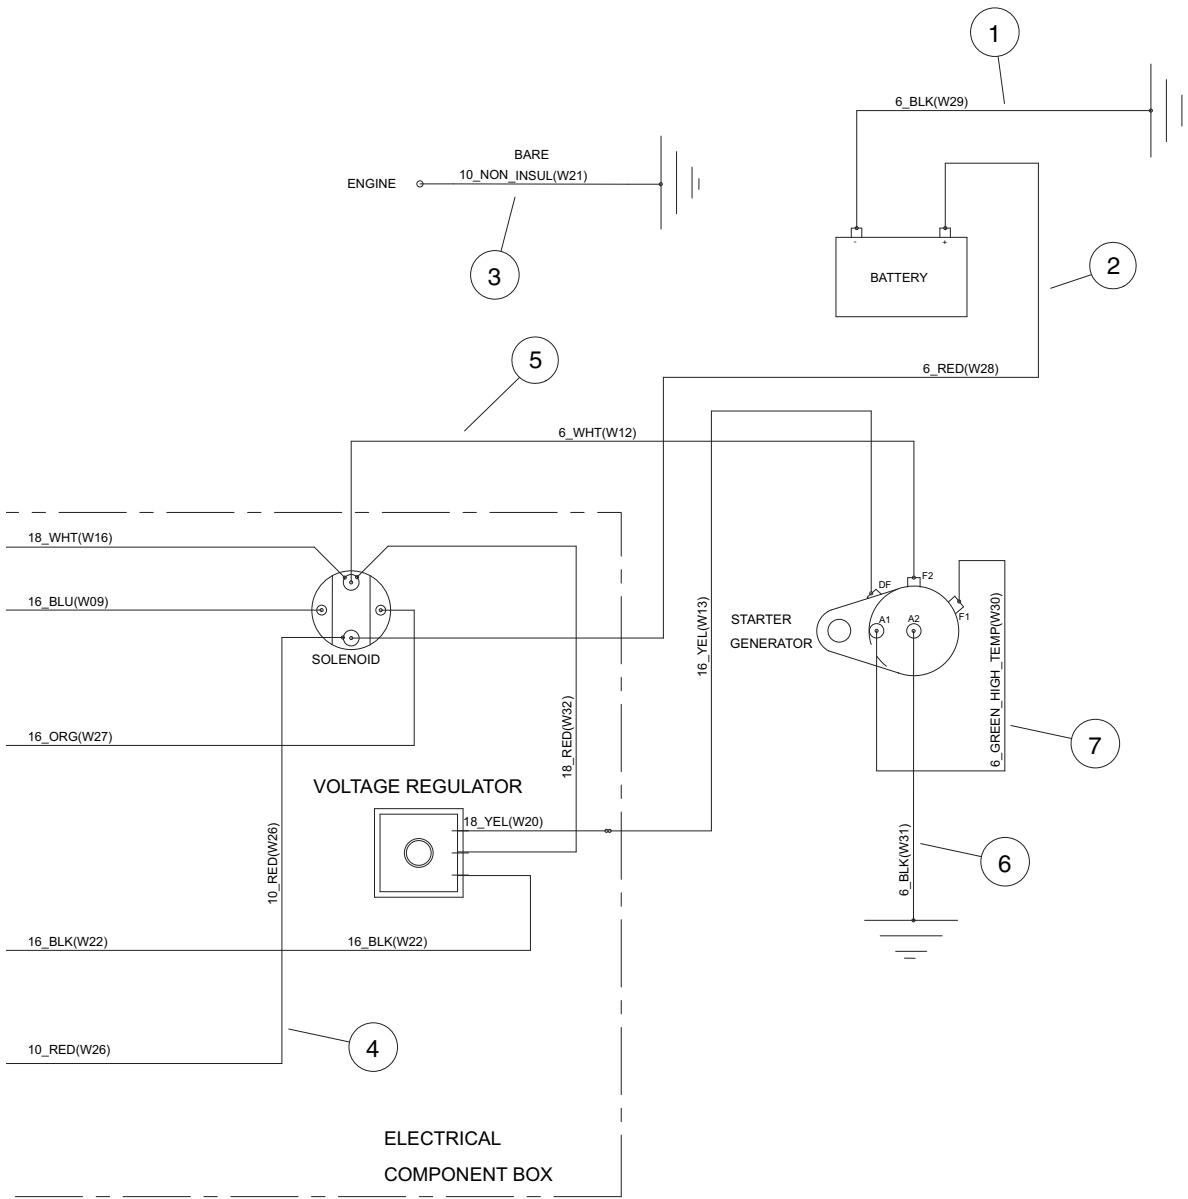 1
6_BLK(W29)
BARE
ENGINE
10_NON_INSUL(W21)
3
- +
BATTERY
2
5
6_RED(W28)
6_WHT(W12)
18_WHT(W16)
16_BLU(W09)
SOLENOID
16_ORG(W27)
18_RED(W32)
16_YEL(W13)
STARTER
GENERATOR
DF
F2
F1
A1
A2
6_GREEN_HIGH_TEMP(W30)
7
VOLTAGE REGULATOR
18_YEL(W20)
10_RED(W26)
6_BLK(W31)
6
16_BLK(W22)
16_BLK(W22)
4
10_RED(W26)
ELECTRICAL
COMPONENT BOX